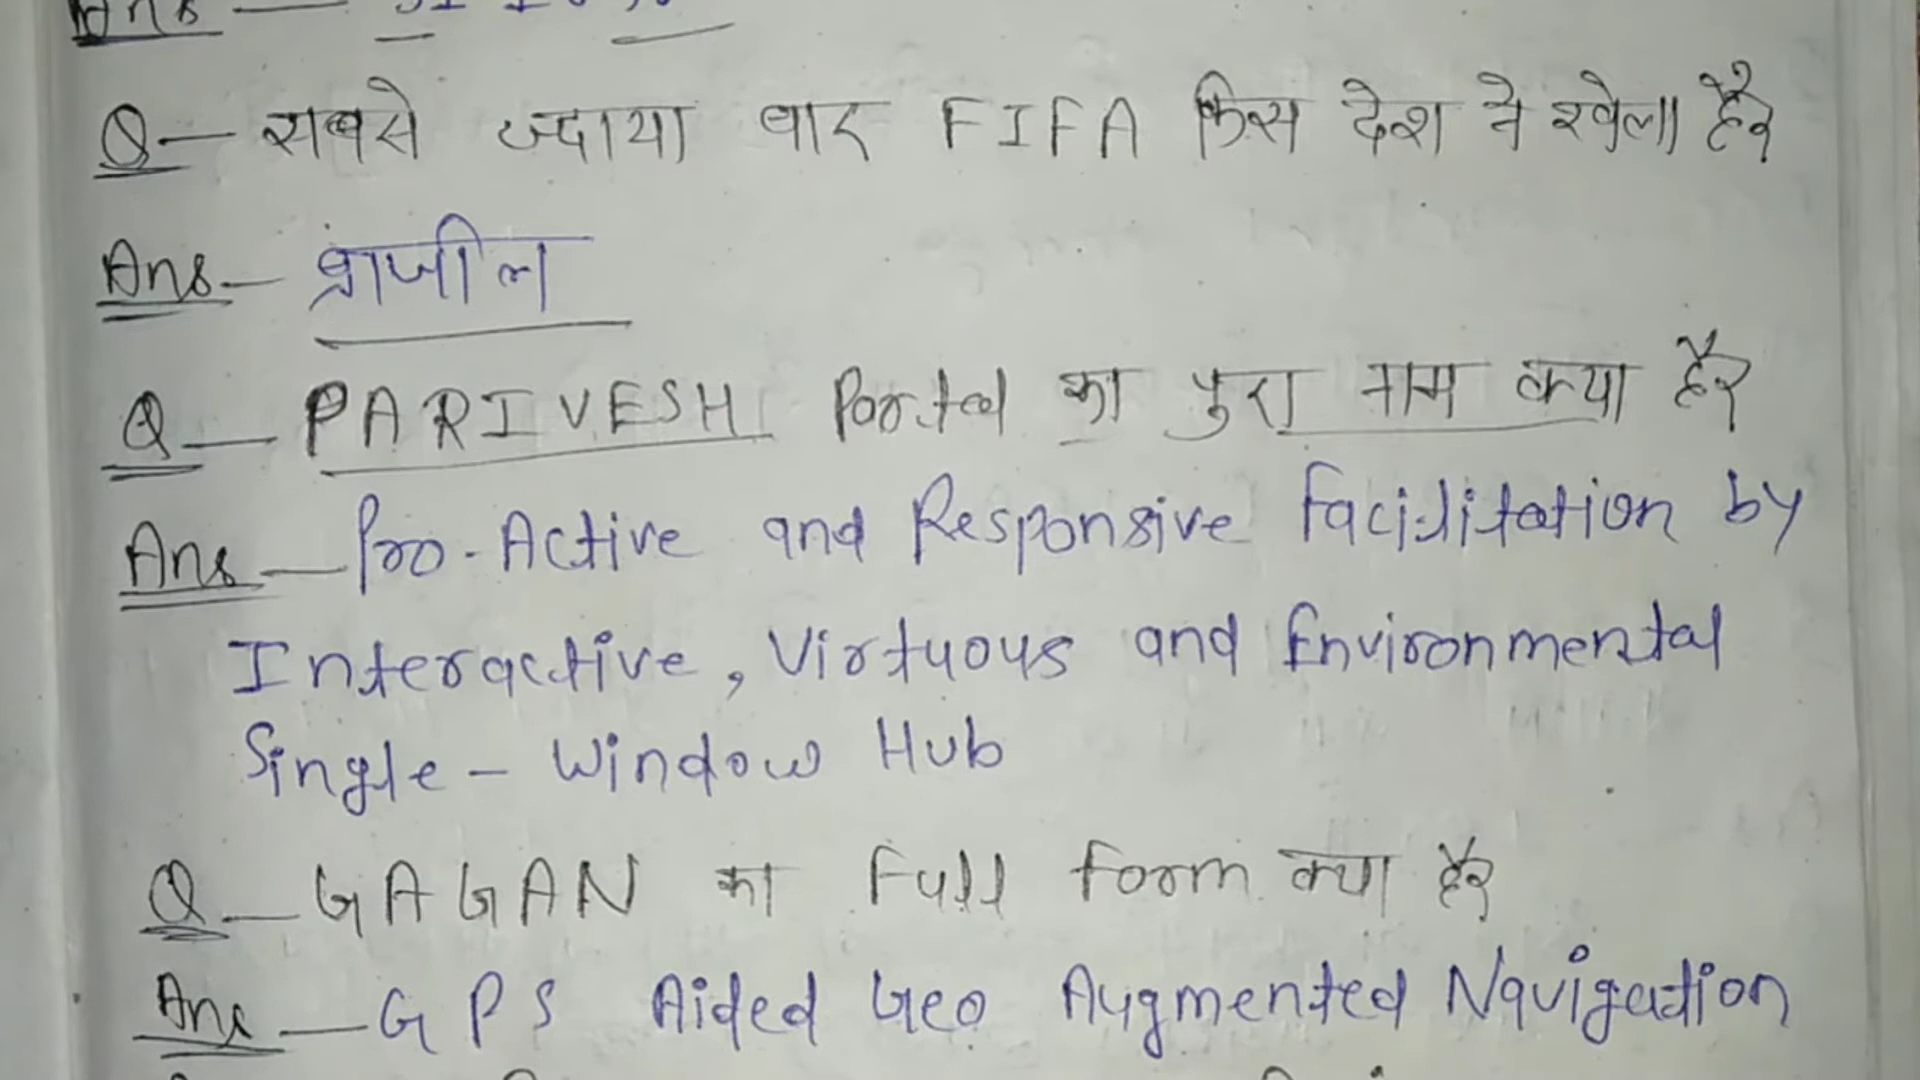 Ans —
Q — सबसे ज्दाया बार FIFA किस देश ने खेला है?
Ans — ब्राजील
Q — PARIVESH Portal का पुरा नाम क्या है?
Ans — Pro-Active and Responsive Facilitation by
Interactive, Virtuous and Environmental
Single - Window Hub
Q — GAGAN का Full form क्या है?
Ans — GPS Aided Geo Augmented Navigation